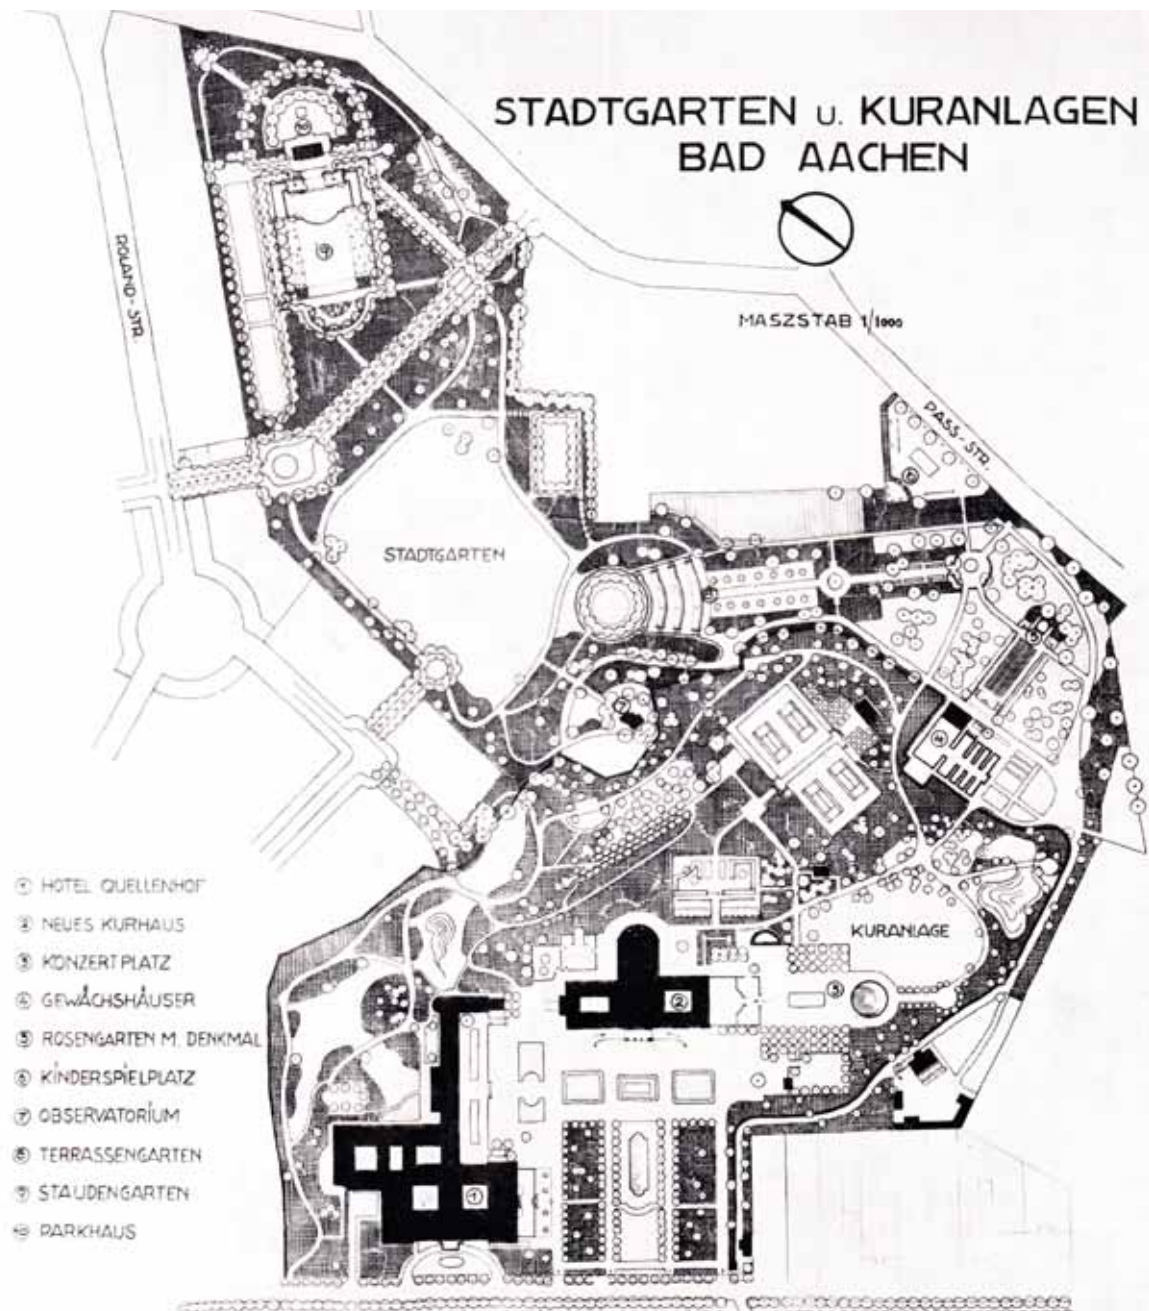 STADTGARTEN U. KURANLAGEN
BAD AACHEN
MASZSTAB 1/1000
ROLAND-STR.
PASS-STR.
STADTGARTEN
KURANLAGE
① HOTEL QUELLENHOF
② NEUES KURHAUS
③ KONZERTPLATZ
④ GEWÄCHSHÄUSER
⑤ ROSENGARTEN M. DENKMAL
⑥ KINDERSPIELPLATZ
⑦ OBSERVATORIUM
⑧ TERRASSENGARTEN
⑨ STAUDENGARTEN
⑩ PARKHAUS